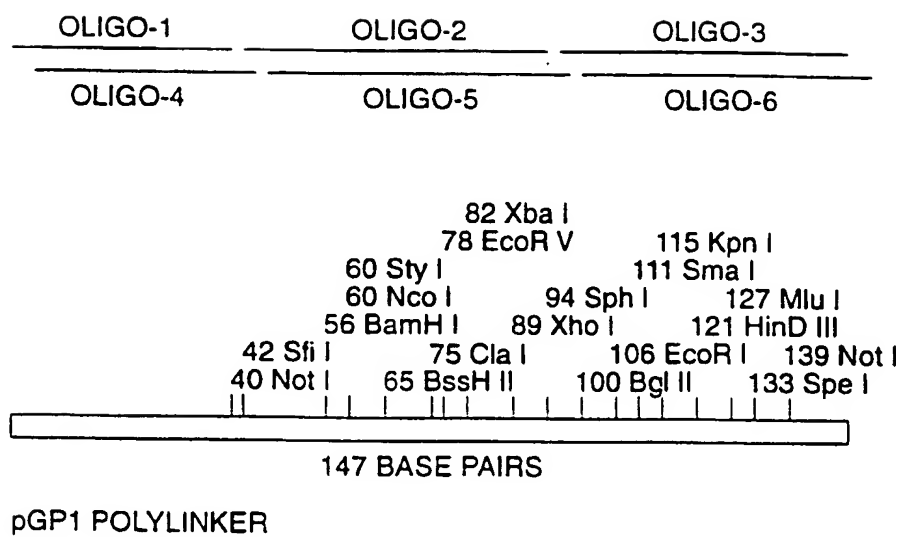 OLIGO-1 OLIGO-2 OLIGO-3
OLIGO-4 OLIGO-5 OLIGO-6
82 Xba I
78 EcoR V 115 Kpn I
60 Sty I 111 Sma I
60 Nco I 94 Sph I 127 Mlu I
56 BamH I 89 Xho I 121 HinD III
42 Sfi I 75 Cla I 106 EcoR I 139 Not I
40 Not I 65 BssH II 100 Bgl II 133 Spe I
147 BASE PAIRS
pGP1 POLYLINKER